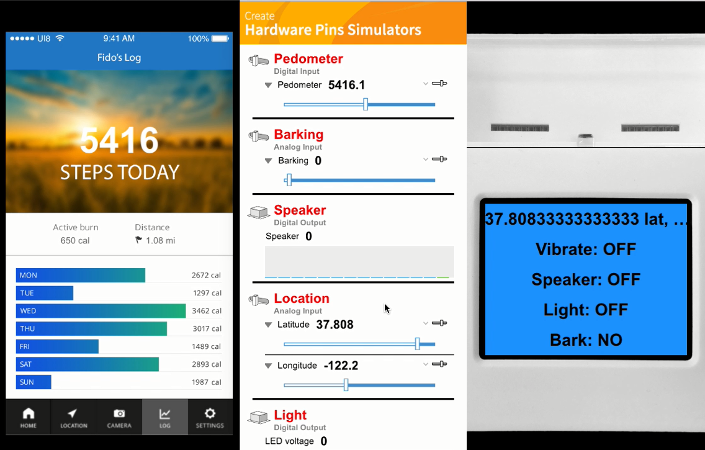 UI8 9:41 AM 100%
Fido's Log
5416
STEPS TODAY
Active burn Distance
650 cal 1.08 mi
MON 2672 cal
TUE 1297 cal
WED 3462 cal
THU 3017 cal
FRI 1489 cal
SAT 2893 cal
SUN 1987 cal
HOME LOCATION CAMERA LOG SETTINGS
Create
Hardware Pins Simulators
Pedometer
Digital Input
Pedometer 5416.1
Barking
Analog Input
Barking 0
Speaker
Digital Output
Speaker 0
Location
Analog Input
Latitude 37.808
Longitude -122.2
Light
Digital Output
LED voltage 0
37.80833333333333 lat, ...
Vibrate: OFF
Speaker: OFF
Light: OFF
Bark: NO